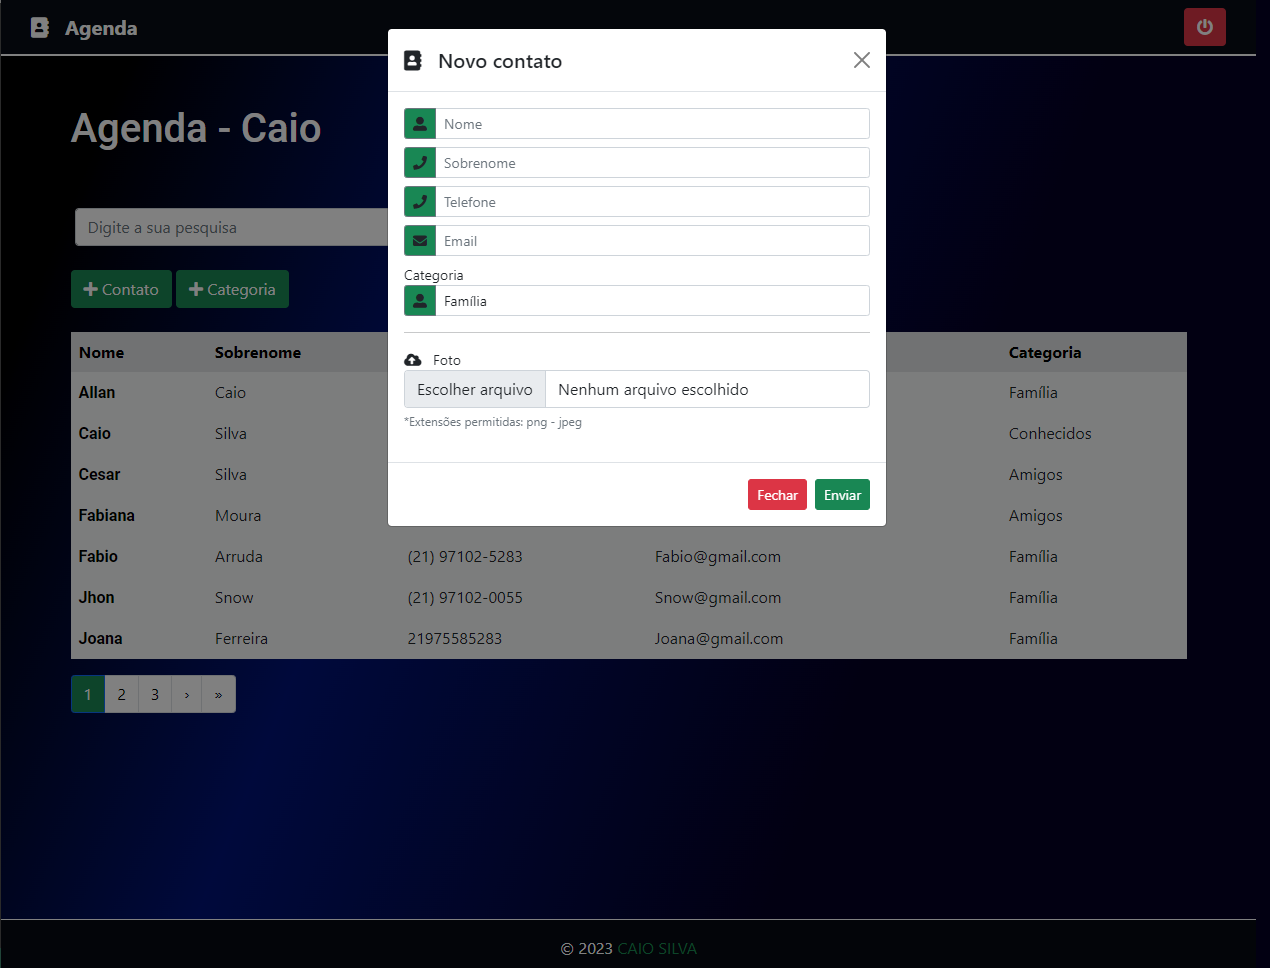 Agenda
Novo contato
Agenda - Caio
Nome
Sobrenome
Telefone
Digite a sua pesquisa
Email
Categoria
Contato
Categoria
Família
Nome Sobrenome Categoria
Foto
Escolher arquivo Nenhum arquivo escolhido
*Extensões permitidas: png - jpeg
Allan Caio Família
Caio Silva Conhecidos
Cesar Silva Amigos
Fechar Enviar
Fabiana Moura Amigos
Fabio Arruda (21) 97102-5283 Fabio@gmail.com Família
Jhon Snow (21) 97102-0055 Snow@gmail.com Família
Joana Ferreira 21975585283 Joana@gmail.com Família
1 2 3 › »
© 2023 CAIO SILVA